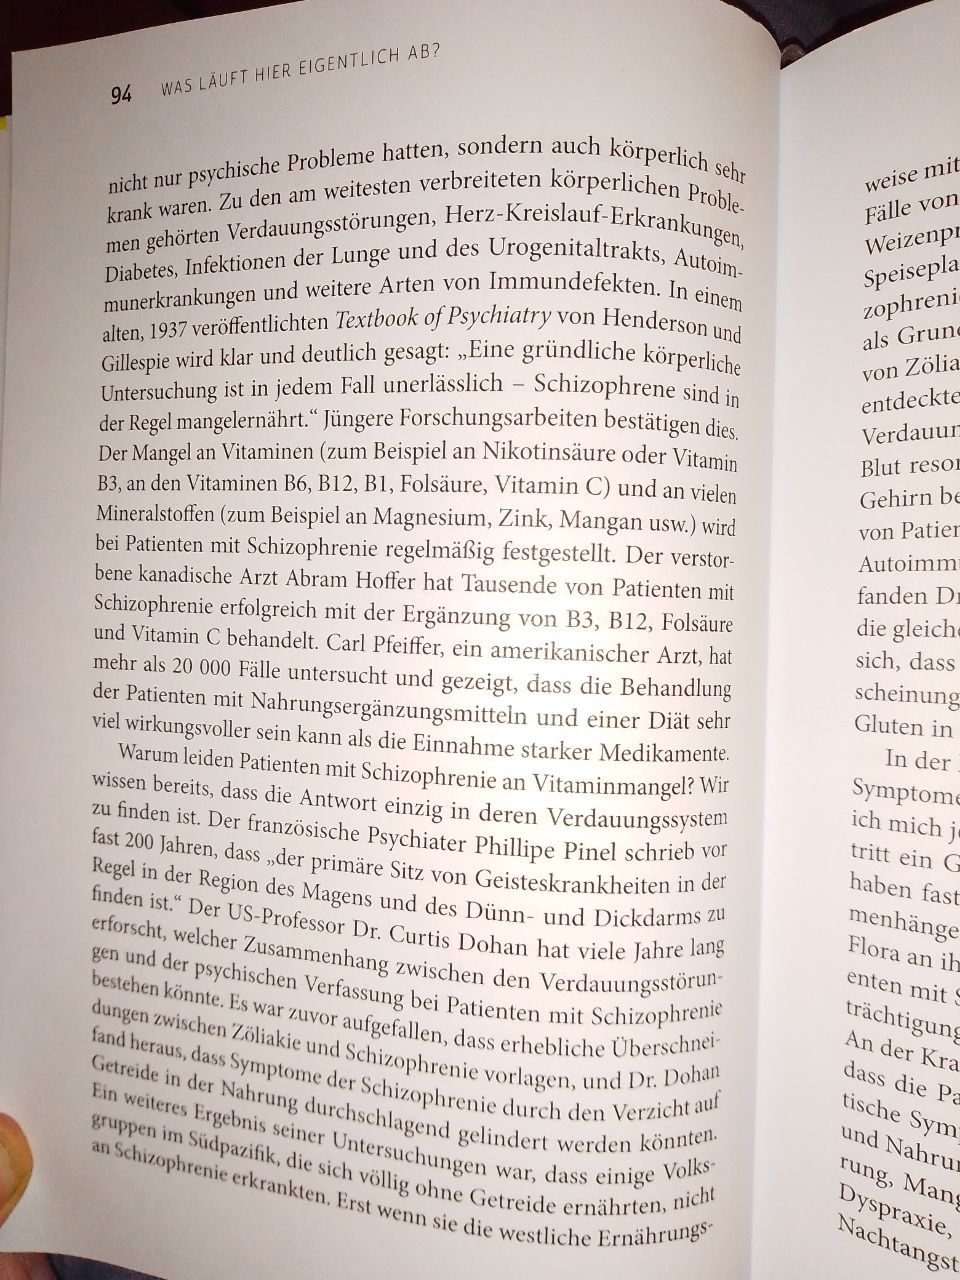 94 WAS LÄUFT HIER EIGENTLICH AB?
nicht nur psychische Probleme hatten, sondern auch körperlich sehr
krank waren. Zu den am weitesten verbreiteten körperlichen Proble-
men gehörten Verdauungsstörungen, Herz-Kreislauf-Erkrankungen,
Diabetes, Infektionen der Lunge und des Urogenitaltrakts, Autoim-
munerkrankungen und weitere Arten von Immundefekten. In einem
alten, 1937 veröffentlichten Textbook of Psychiatry von Henderson und
Gillespie wird klar und deutlich gesagt: „Eine gründliche körperliche
Untersuchung ist in jedem Fall unerlässlich – Schizophrene sind in
der Regel mangelernährt.“ Jüngere Forschungsarbeiten bestätigen dies.
Der Mangel an Vitaminen (zum Beispiel an Nikotinsäure oder Vitamin
B3, an den Vitaminen B6, B12, B1, Folsäure, Vitamin C) und an vielen
Mineralstoffen (zum Beispiel an Magnesium, Zink, Mangan usw.) wird
bei Patienten mit Schizophrenie regelmäßig festgestellt. Der verstor-
bene kanadische Arzt Abram Hoffer hat Tausende von Patienten mit
Schizophrenie erfolgreich mit der Ergänzung von B3, B12, Folsäure
und Vitamin C behandelt. Carl Pfeiffer, ein amerikanischer Arzt, hat
mehr als 20 000 Fälle untersucht und gezeigt, dass die Behandlung
der Patienten mit Nahrungsergänzungsmitteln und einer Diät sehr
viel wirkungsvoller sein kann als die Einnahme starker Medikamente.
Warum leiden Patienten mit Schizophrenie an Vitaminmangel? Wir
wissen bereits, dass die Antwort einzig in deren Verdauungssystem
zu finden ist. Der französische Psychiater Phillipe Pinel schrieb vor
fast 200 Jahren, dass „der primäre Sitz von Geisteskrankheiten in der
Regel in der Region des Magens und des Dünn- und Dickdarms zu
finden ist.“ Der US-Professor Dr. Curtis Dohan hat viele Jahre lang
erforscht, welcher Zusammenhang zwischen den Verdauungsstörun-
gen und der psychischen Verfassung bei Patienten mit Schizophrenie
bestehen könnte. Es war zuvor aufgefallen, dass erhebliche Überschnei-
dungen zwischen Zöliakie und Schizophrenie vorlagen, und Dr. Dohan
fand heraus, dass Symptome der Schizophrenie durch den Verzicht auf
Getreide in der Nahrung durchschlagend gelindert werden könnten.
Ein weiteres Ergebnis seiner Untersuchungen war, dass einige Volks-
gruppen im Südpazifik, die sich völlig ohne Getreide ernährten, nicht
an Schizophrenie erkrankten. Erst wenn sie die westliche Ernährungs-
weise mit
Fälle von
Weizenpr
Speisepla
zophreni
als Grun
von Zölia
entdeckte
Verdauun
Blut resor
Gehirn be
von Patien
Autoimm
fanden Dr
die gleich
sich, dass
scheinung
Gluten in
In der
Symptome
ich mich j
tritt ein G
haben fast
menhänge
Flora an ih
enten mit S
trächtigung
An der Kra
dass die Pa
tische Symp
und Nahru
rung, Mang
Dyspraxie,
Nachtangst